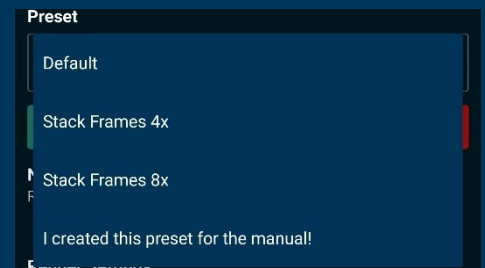 Preset
Default
Stack Frames 4x
Stack Frames 8x
I created this preset for the manual!